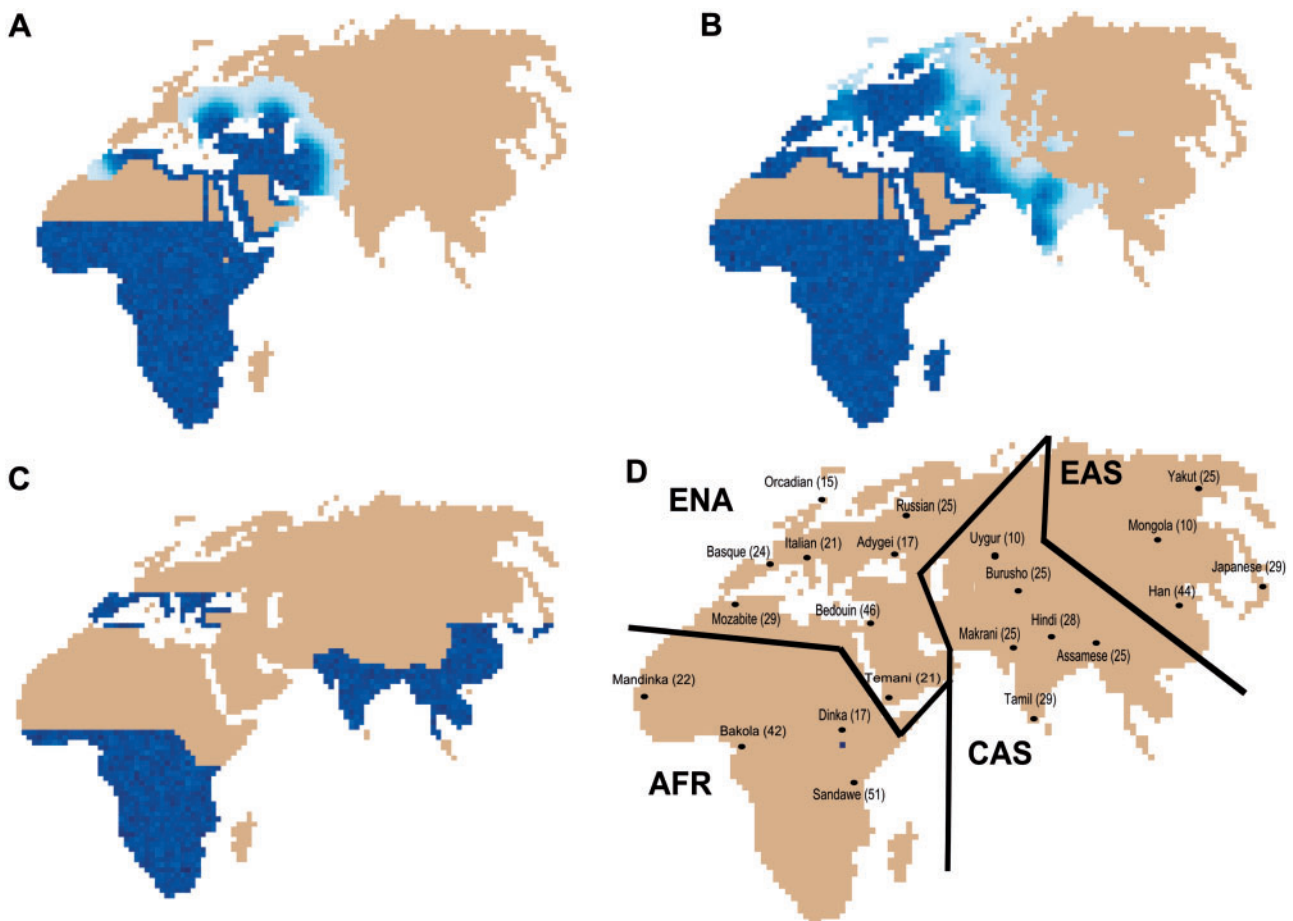 A
B
C
D
ENA
EAS
Orcadian (15)
Yakut (25)
Russian (25)
Mongola (10)
Basque (24)
Italian (21)
Adygei (17)
Uygur (10)
Japanese (29)
Burusho (25)
Han (44)
Mozabite (29)
Bedouin (46)
Hindi (28)
Makrani (25)
Assamese (25)
Mandinka (22)
Temani (21)
Tamil (29)
Dinka (17)
Bakola (42)
CAS
AFR
Sandawe (51)